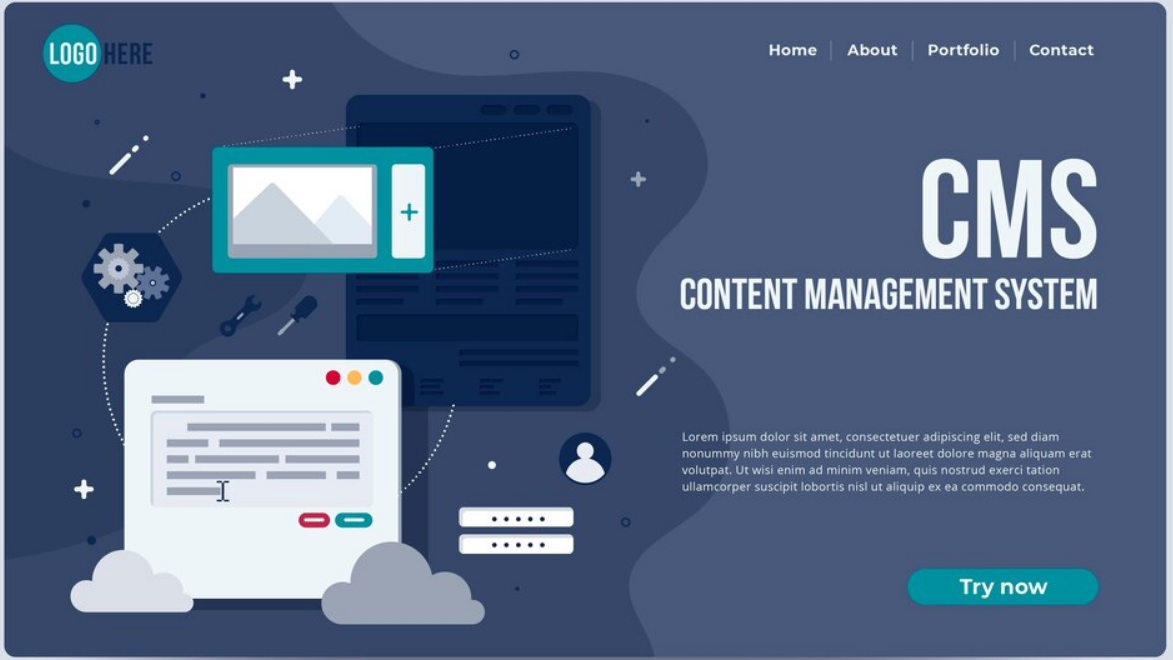 LOGO HERE
Home About Portfolio Contact
CMS
CONTENT MANAGEMENT SYSTEM
Lorem ipsum dolor sit amet, consectetuer adipiscing elit, sed diam
nonummy nibh euismod tincidunt ut laoreet dolore magna aliquam erat
volutpat. Ut wisi enim ad minim veniam, quis nostrud exerci tation
ullamcorper suscipit lobortis nisl ut aliquip ex ea commodo consequat.
Try now